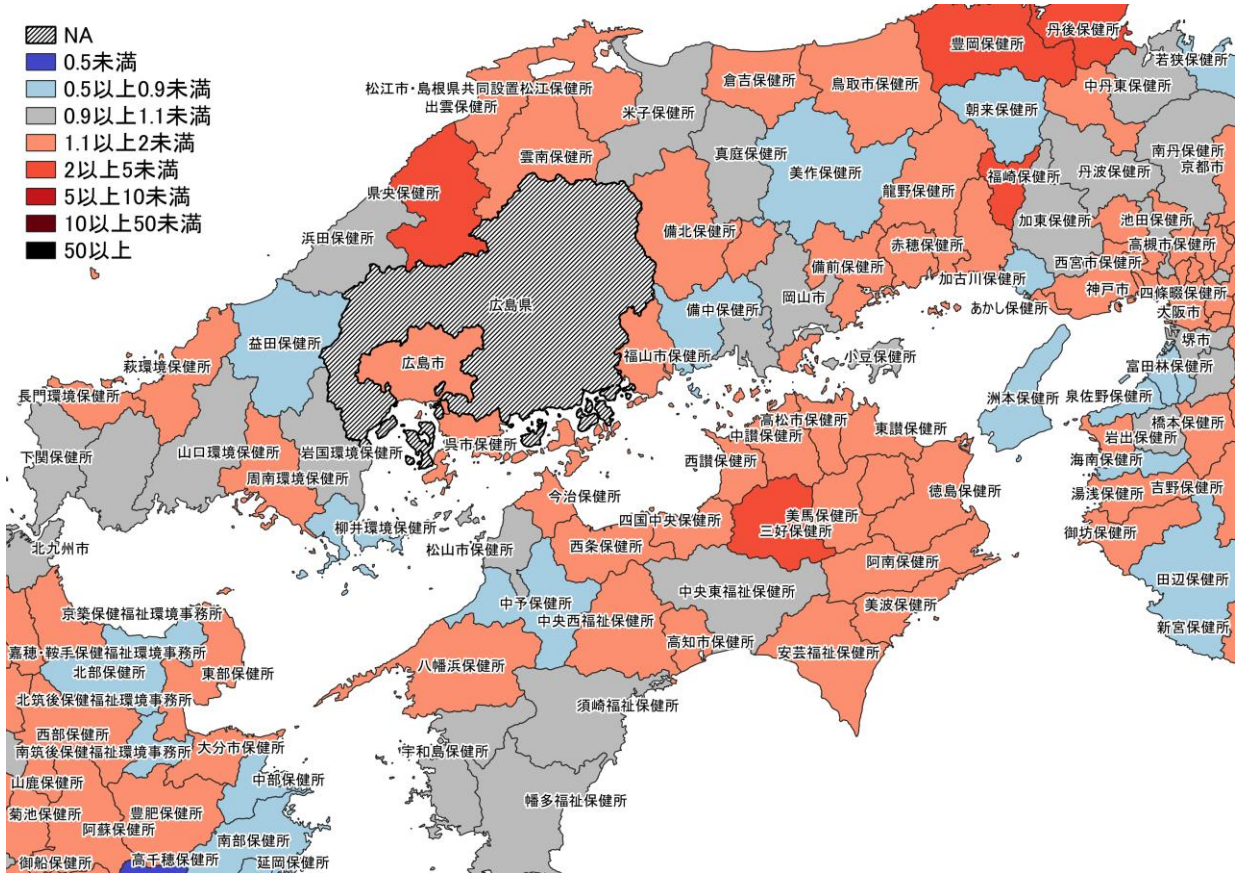 NA
0.5未満
0.5以上0.9未満
0.9以上1.1未満
1.1以上2未満
2以上5未満
5以上10未満
10以上50未満
50以上
丹後保健所
豊岡保健所
若狭保健所
松江市・島根県共同設置松江保健所
倉吉保健所
鳥取市保健所
中丹東保健所
出雲保健所
米子保健所
朝来保健所
雲南保健所
真庭保健所
美作保健所
南丹保健所
京都市
県央保健所
龍野保健所
福崎保健所
丹波保健所
浜田保健所
備北保健所
加東保健所
池田保健所
赤穂保健所
高槻市保健所
備前保健所
西宮市保健所
加古川保健所
神戸市
四條畷保健所
広島県
備中保健所
岡山市
あかし保健所
大阪市
益田保健所
広島市
福山市保健所
小豆保健所
堺市
萩環境保健所
富田林保健所
長門環境保健所
洲本保健所
泉佐野保健所
高松市保健所
東讃保健所
橋本保健所
中讃保健所
岩出保健所
呉市保健所
山口環境保健所
岩国環境保健所
下関保健所
西讃保健所
海南保健所
周南環境保健所
吉野保健所
今治保健所
徳島保健所
湯浅保健所
四国中央保健所
美馬保健所
柳井環境保健所
三好保健所
御坊保健所
北九州市
松山市保健所
西条保健所
阿南保健所
田辺保健所
中央東福祉保健所
中予保健所
美波保健所
京築保健福祉環境事務所
中央西福祉保健所
新宮保健所
高知市保健所
嘉穂・鞍手保健福祉環境事務所
安芸福祉保健所
北部保健所
東部保健所
八幡浜保健所
北筑後保健福祉環境事務所
須崎福祉保健所
西部保健所
南筑後保健福祉環境事務所
大分市保健所
宇和島保健所
中部保健所
山鹿保健所
幡多福祉保健所
菊池保健所
豊肥保健所
阿蘇保健所
南部保健所
御船保健所
高千穂保健所
延岡保健所